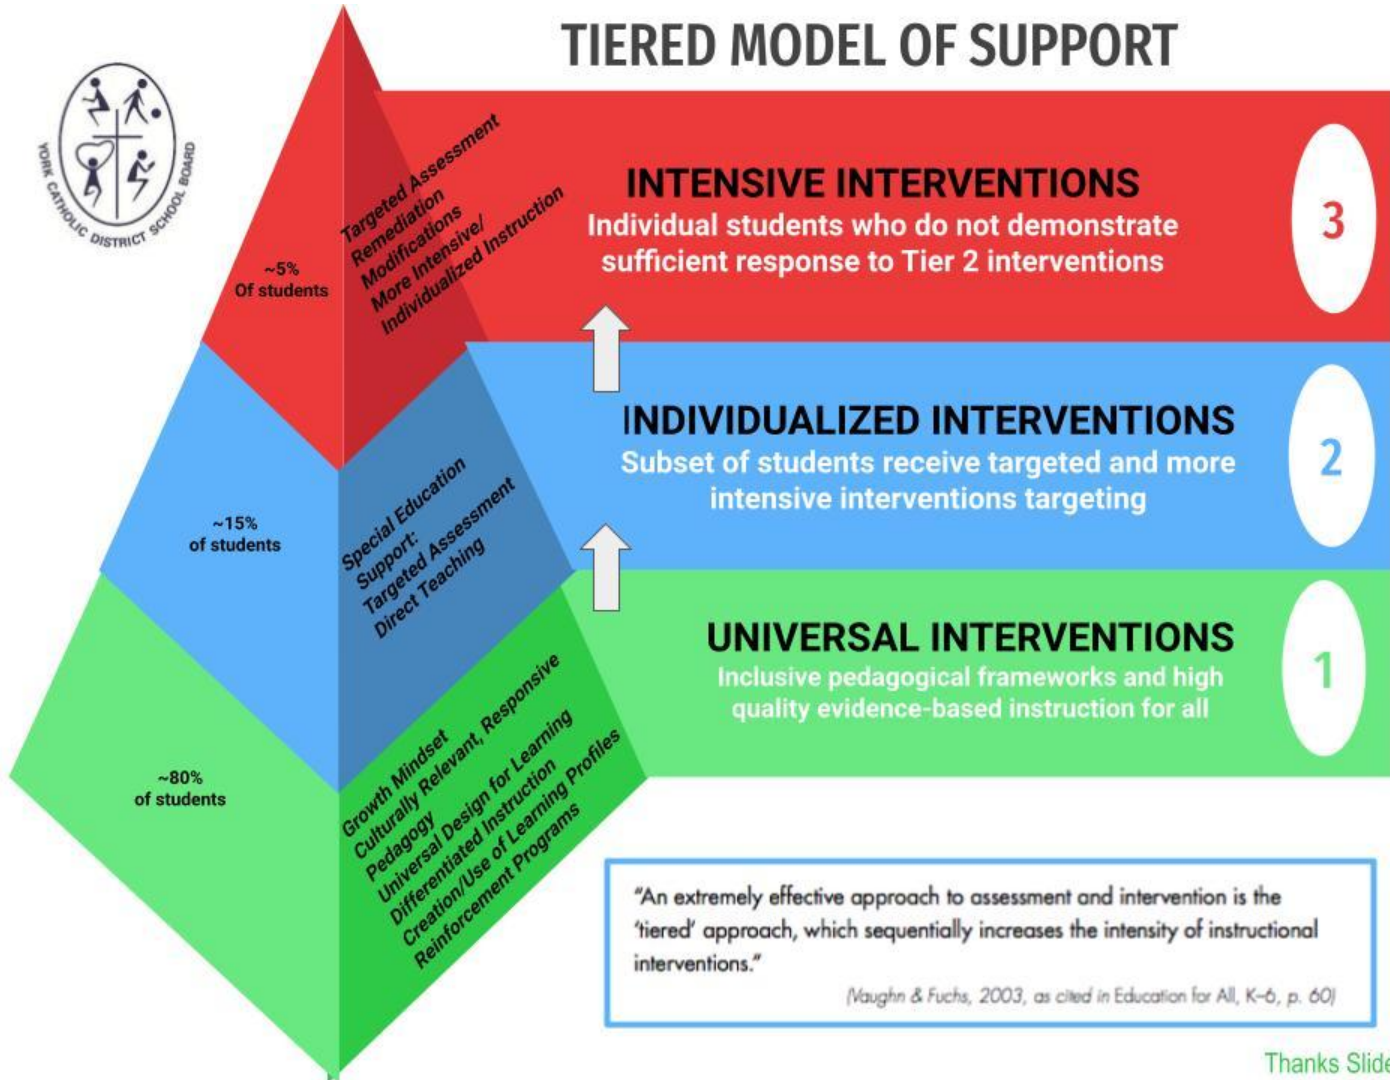 TIERED MODEL OF SUPPORT
YORK CATHOLIC DISTRICT SCHOOL BOARD
~5%
Of students
Targeted Assessment
Remediation
Modifications
More Intensive/
Individualized Instruction
INTENSIVE INTERVENTIONS
Individual students who do not demonstrate
sufficient response to Tier 2 interventions
3
~15%
of students
Special Education
Support:
Targeted Assessment
Direct Teaching
INDIVIDUALIZED INTERVENTIONS
Subset of students receive targeted and more
intensive interventions targeting
2
~80%
of students
Growth Mindset
Culturally Relevant, Responsive
Pedagogy
Universal Design for Learning
Differentiated Instruction
Creation/Use of Learning Profiles
Reinforcement Programs
UNIVERSAL INTERVENTIONS
Inclusive pedagogical frameworks and high
quality evidence-based instruction for all
1
“An extremely effective approach to assessment and intervention is the
‘tiered’ approach, which sequentially increases the intensity of instructional
interventions.”
(Vaughn & Fuchs, 2003, as cited in Education for All, K–6, p. 60)
Thanks Slide